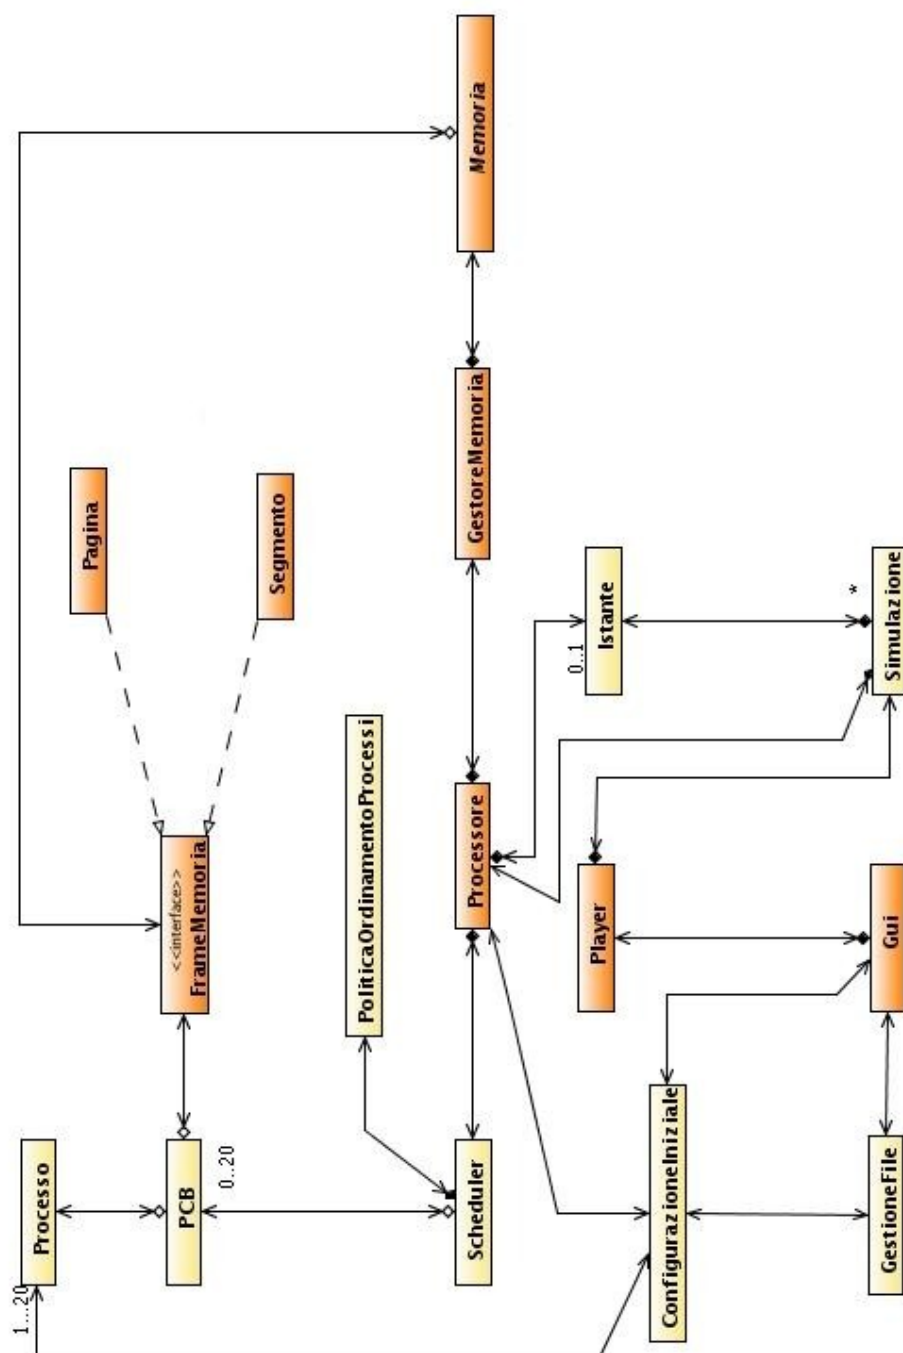 Memoria
Pagina
Segmento
GestoreMemoria
<<interface>>
FrameMemoria
PoliticaOrdinamentoProcessi
Processore
Istante
0..1
Simulazione
*
Player
Gui
Processo
1...20
PCB
0..20
Scheduler
ConfigurazioneIniziale
GestioneFile